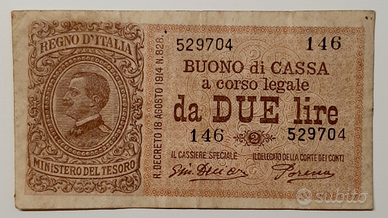 REGNO D'ITALIA
MINISTERO DEL TESORO
R. DECRETO 18 AGOSTO 1914 N. 828.
529704 146
BUONO di CASSA
a corso legale
da DUE lire
146 2 529704
IL CASSIERE SPECIALE IL DELEGATO DELLA CORTE DEI CONTI
subito